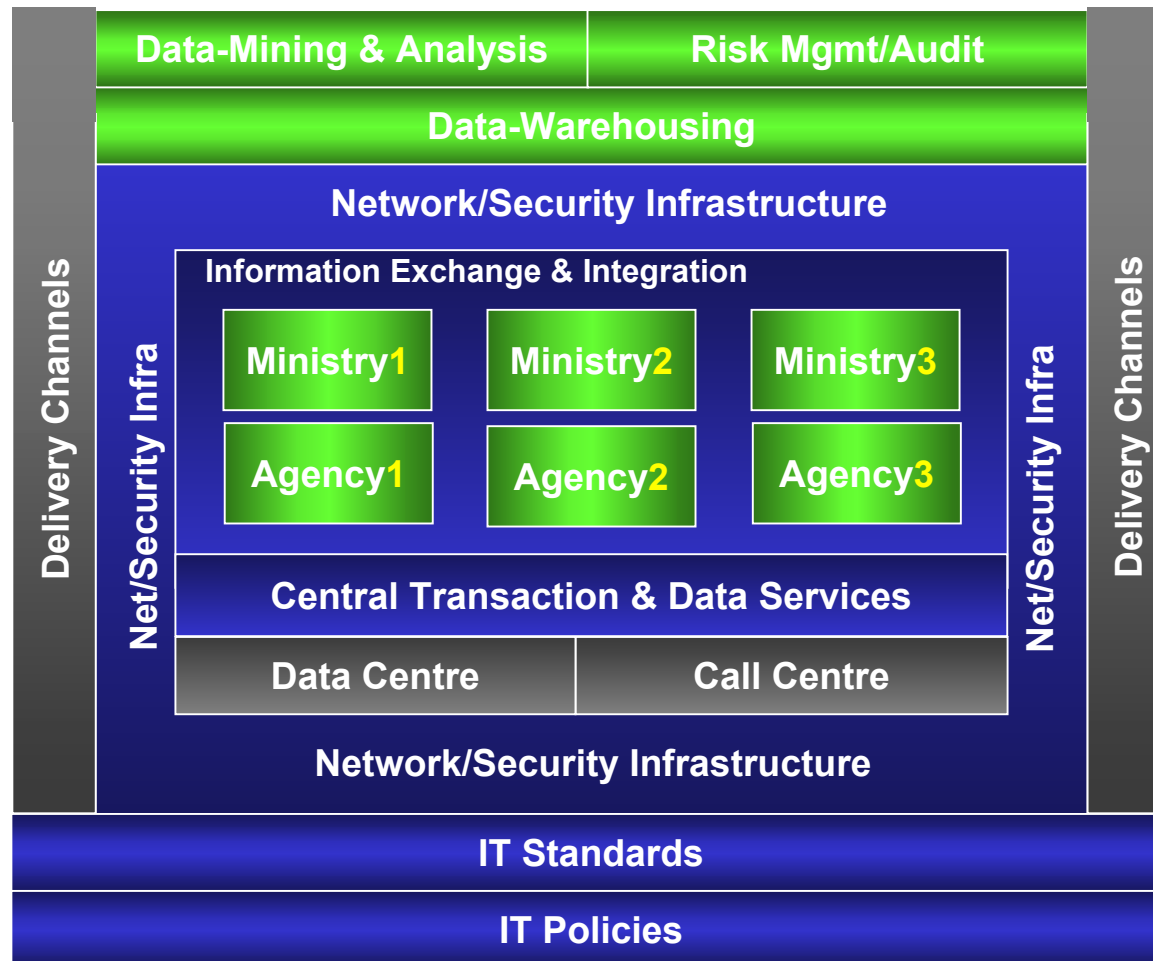 Data-Mining & Analysis
Risk Mgmt/Audit
Data-Warehousing
Network/Security Infrastructure
Delivery Channels
Net/Security Infra
Information Exchange & Integration
Ministry1
Ministry2
Ministry3
Agency1
Agency2
Agency3
Net/Security Infra
Delivery Channels
Central Transaction & Data Services
Data Centre
Call Centre
Network/Security Infrastructure
IT Standards
IT Policies